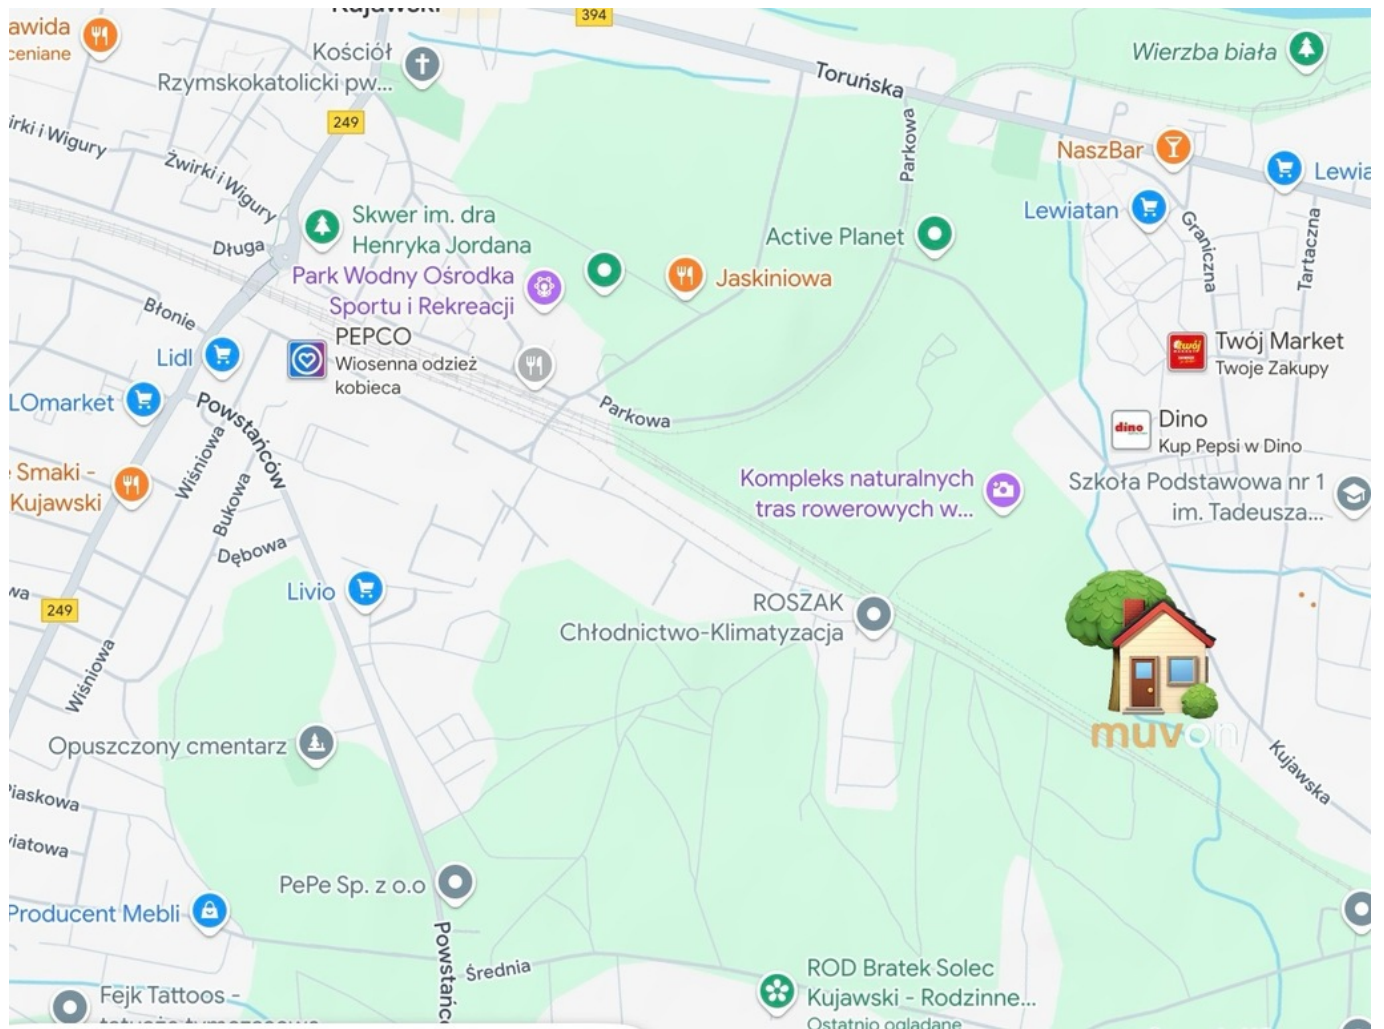 Kujawski
394
awida
ceniane
Kościół
Rzymskokatolicki pw...
Toruńska
Wierzba biała
249
irki i Wigury
Żwirki i Wigury
Parkowa
NaszBar
Lewia
Lewiatan
Graniczna
Tartaczna
Skwer im. dra
Henryka Jordana
Długa
Active Planet
Park Wodny Ośrodka
Sportu i Rekreacji
Jaskiniowa
Błonie
PEPCO
Wiosenna odzież
kobieca
Lidl
Twój Market
Twoje Zakupy
LOmarket
Powstańców
Parkowa
dino
Dino
Kup Pepsi w Dino
Wiśniowa
Smaki -
Kujawski
Bukowa
Kompleks naturalnych
tras rowerowych w...
Szkoła Podstawowa nr 1
im. Tadeusza...
Dębowa
Livio
wa
249
ROSZAK
Chłodnictwo-Klimatyzacja
Wiśniowa
muvon
Opuszczony cmentarz
Kujawska
Piaskowa
viatowa
PePe Sp. z o.o
Producent Mebli
Powstańc
Średnia
ROD Bratek Solec
Kujawski - Rodzinne...
Ostatnio oglądane
Fejk Tattoos -